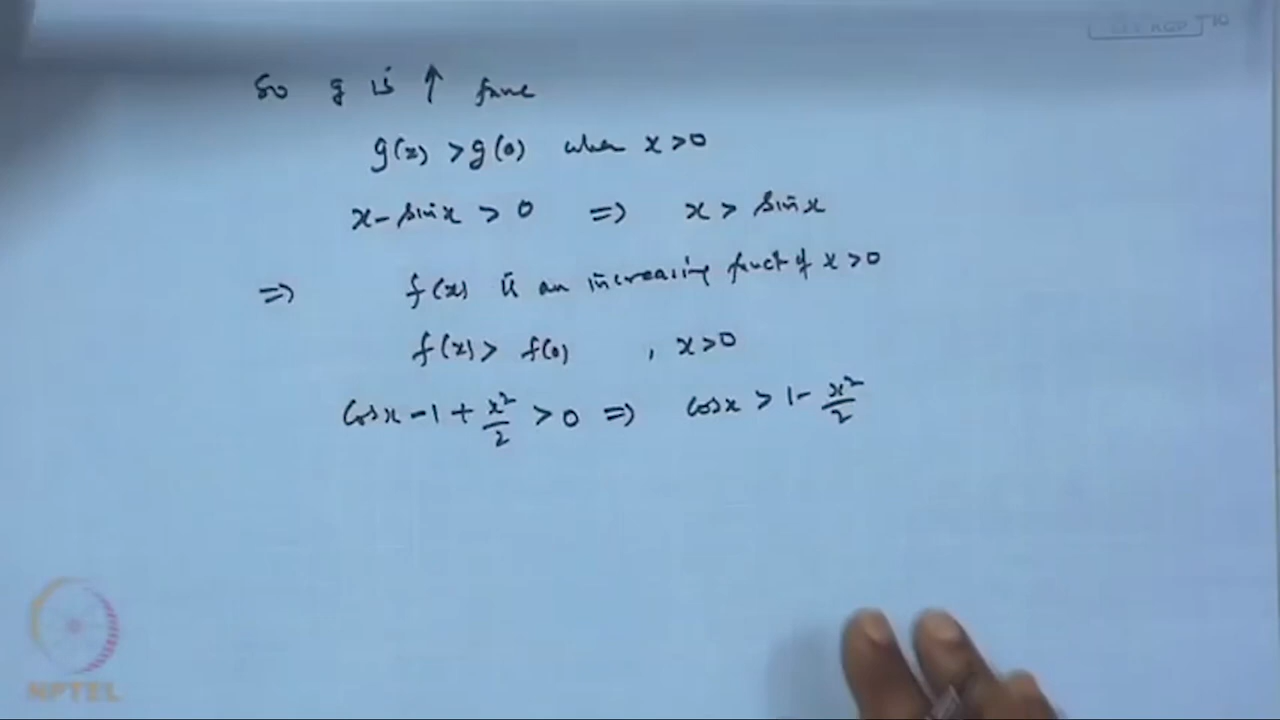 So g is ↑ func
g(x) > g(0) when x > 0
x - sin x > 0 => x > sin x
=> f(x) is an increasing funct of x > 0
f(x) > f(0) , x > 0
Cos x - 1 + x²/2 > 0 => cos x > 1 - x²/2
NPTEL